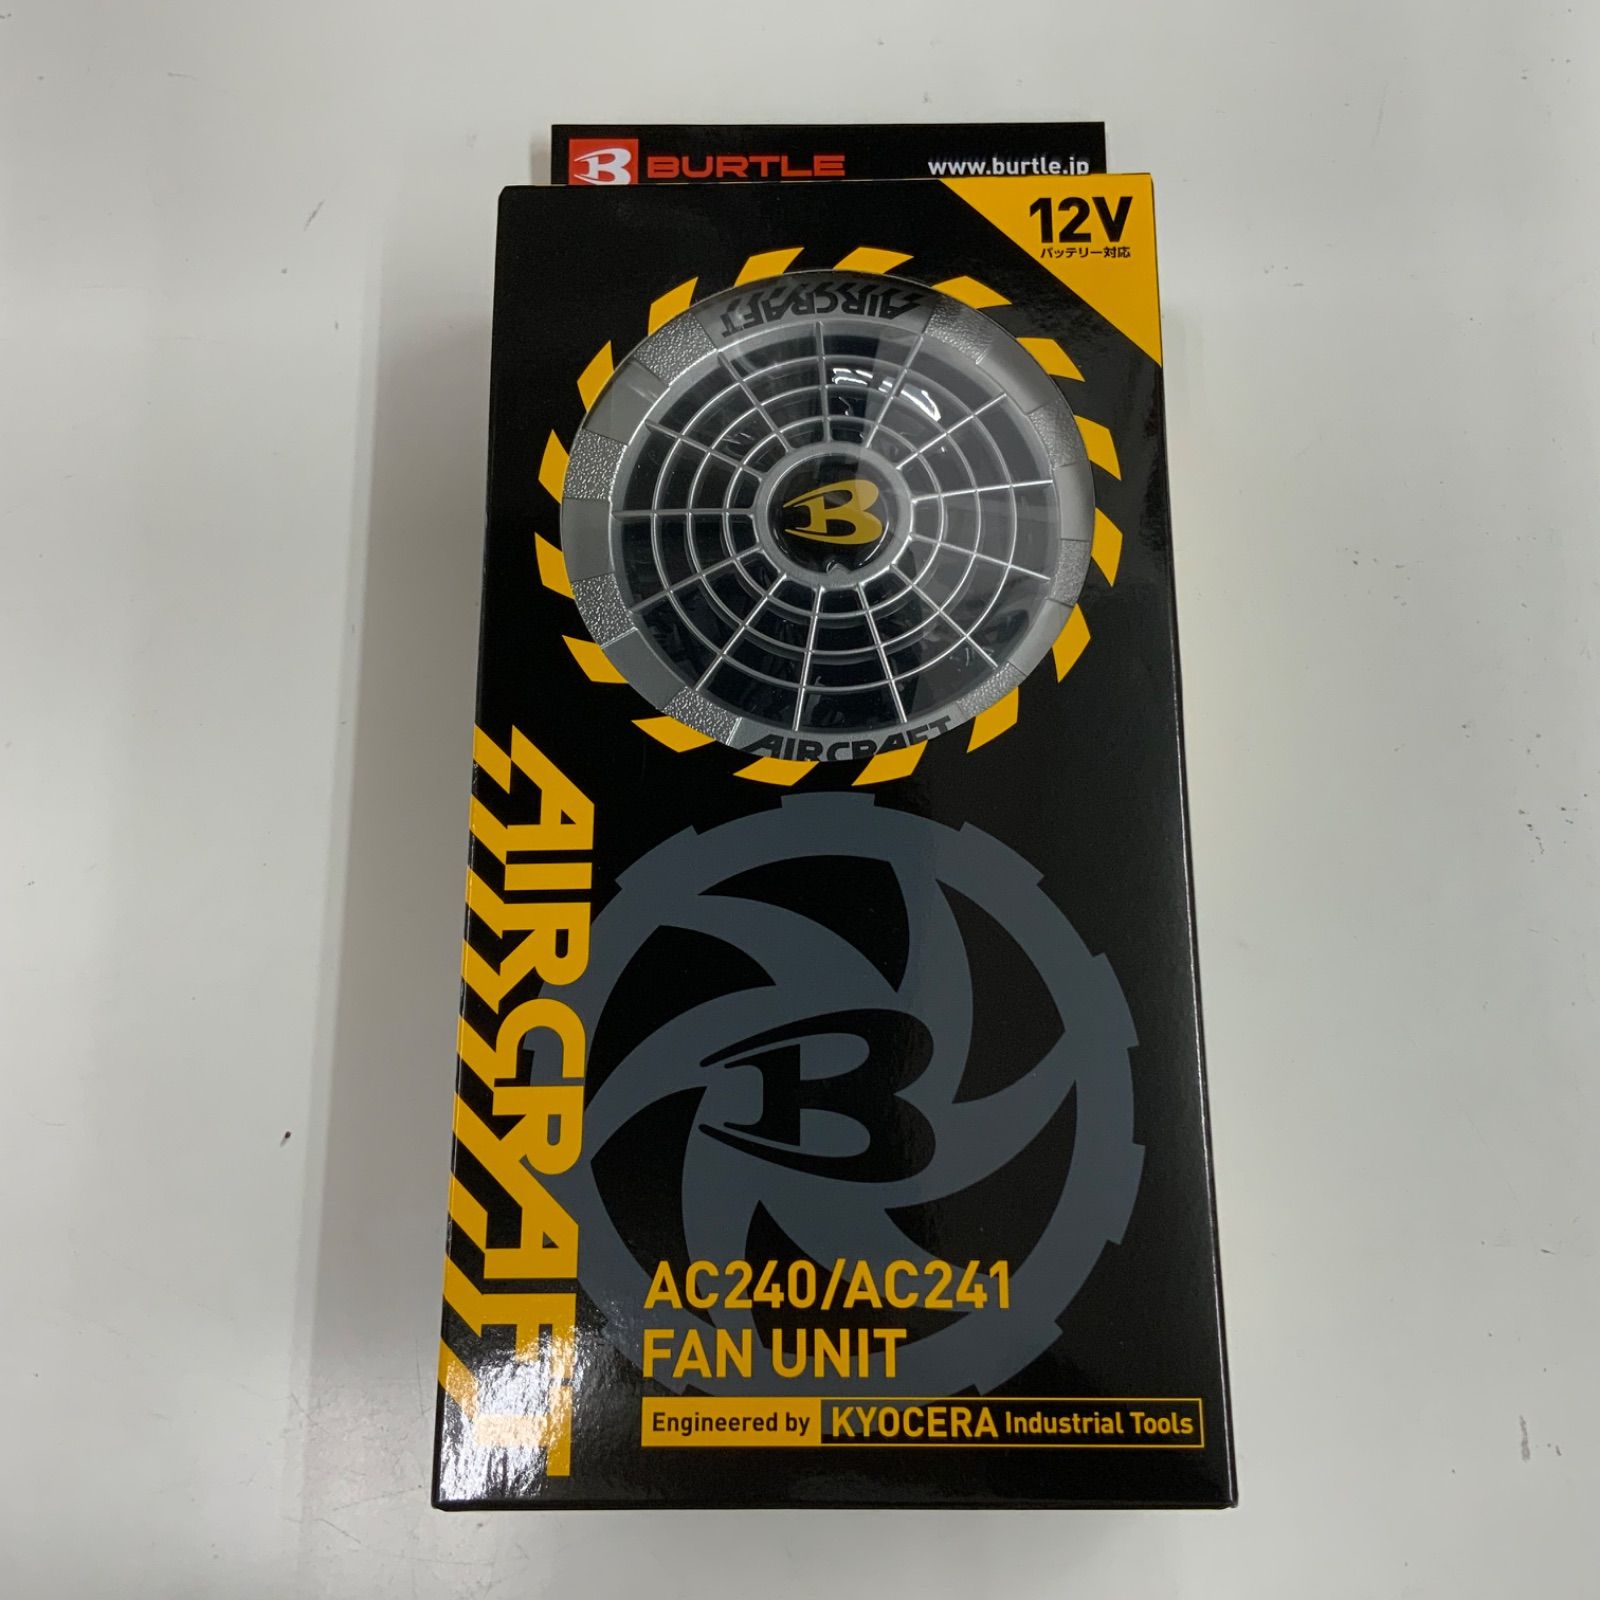 BURTLE
www.burtle.jp
12V
バッテリー対応
AIRCRAFT
AIRCRAFT
AIRCRAFT
AC240/AC241
FAN UNIT
Engineered by KYOCERA Industrial Tools